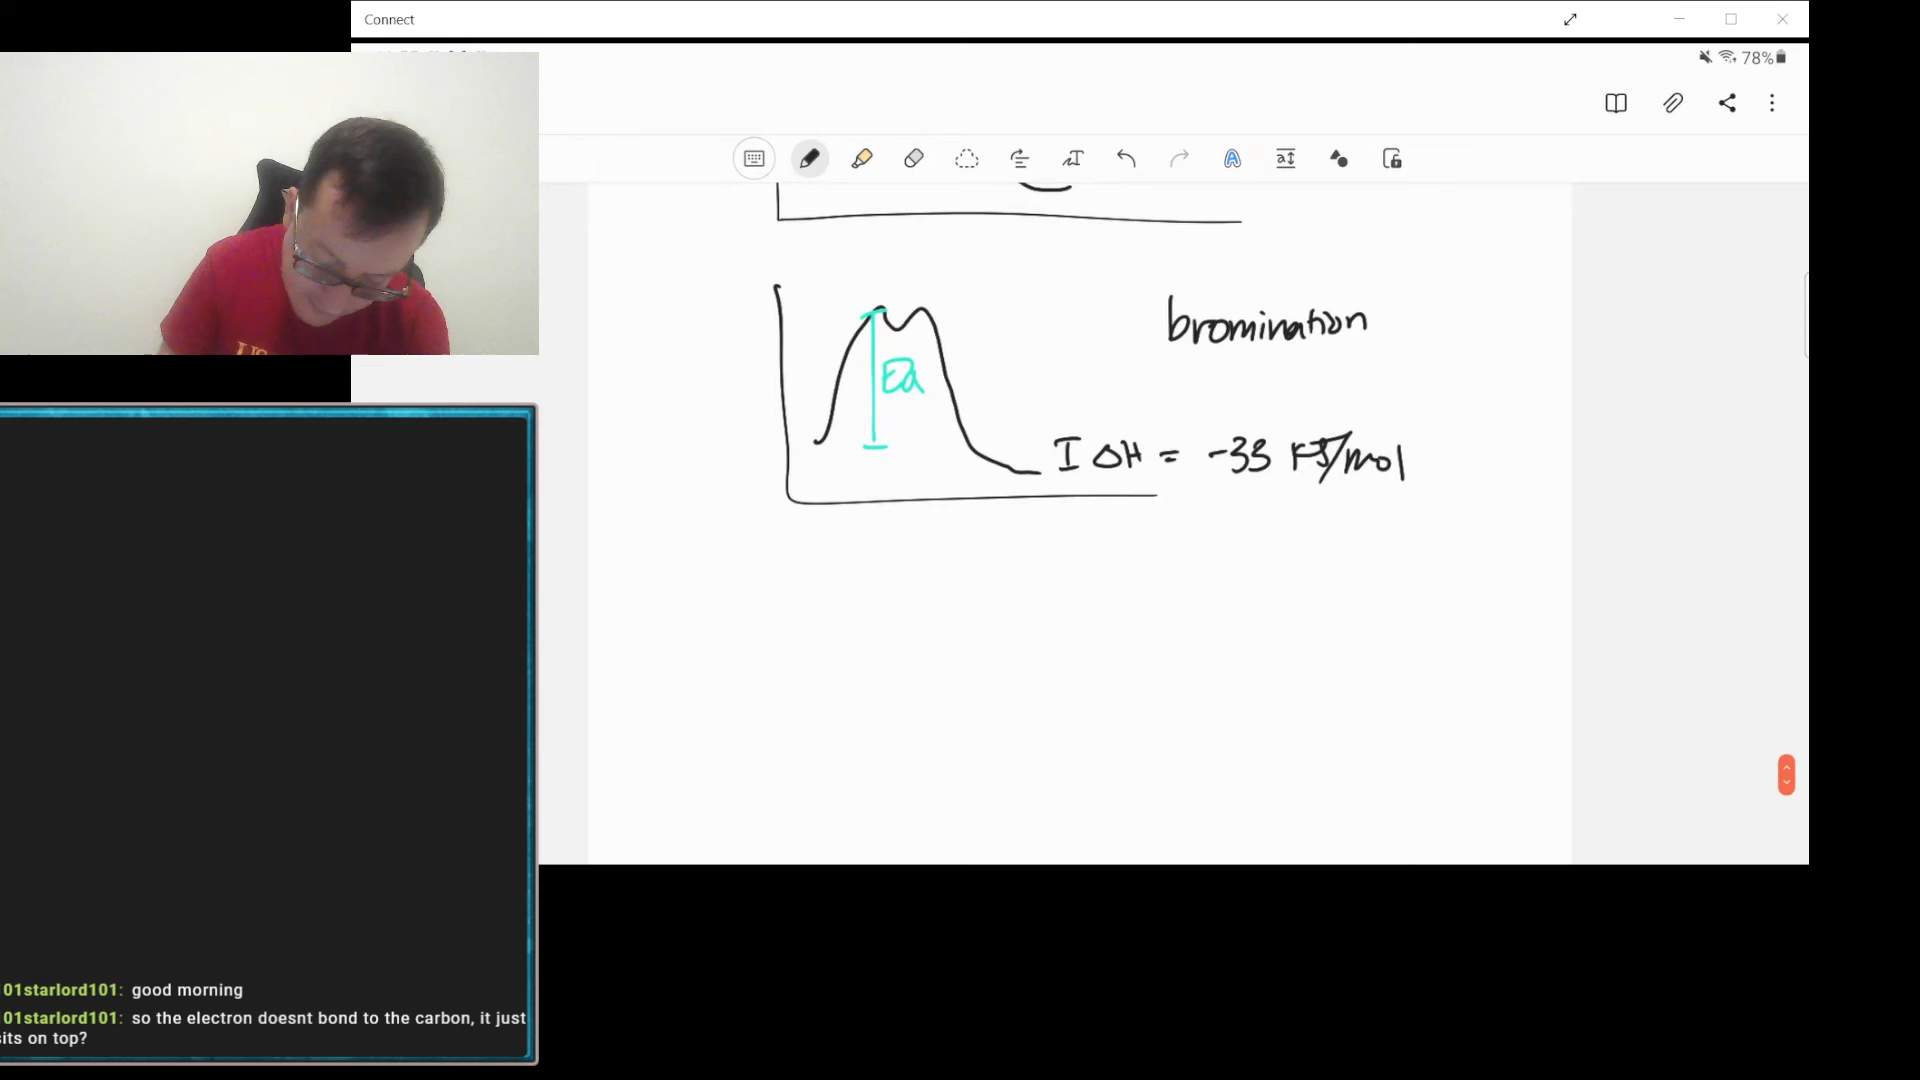 Connect
78%
bromination
Ea
I ΔH = -33 KJ/mol
01starlord101: good morning
01starlord101: so the electron doesnt bond to the carbon, it just
sits on top?